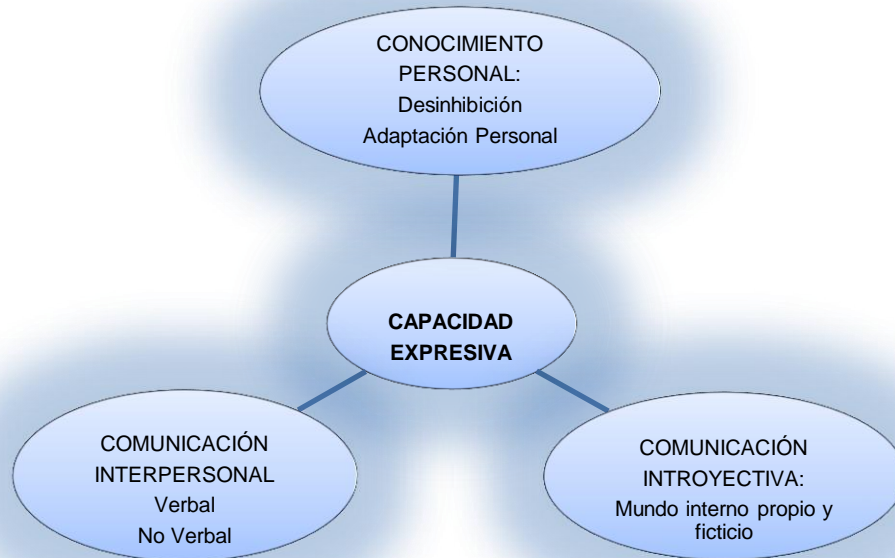 CONOCIMIENTO
PERSONAL:
Desinhibición
Adaptación Personal
CAPACIDAD
EXPRESIVA
COMUNICACIÓN
INTERPERSONAL
Verbal
No Verbal
COMUNICACIÓN
INTROYECTIVA:
Mundo interno propio y
ficticio